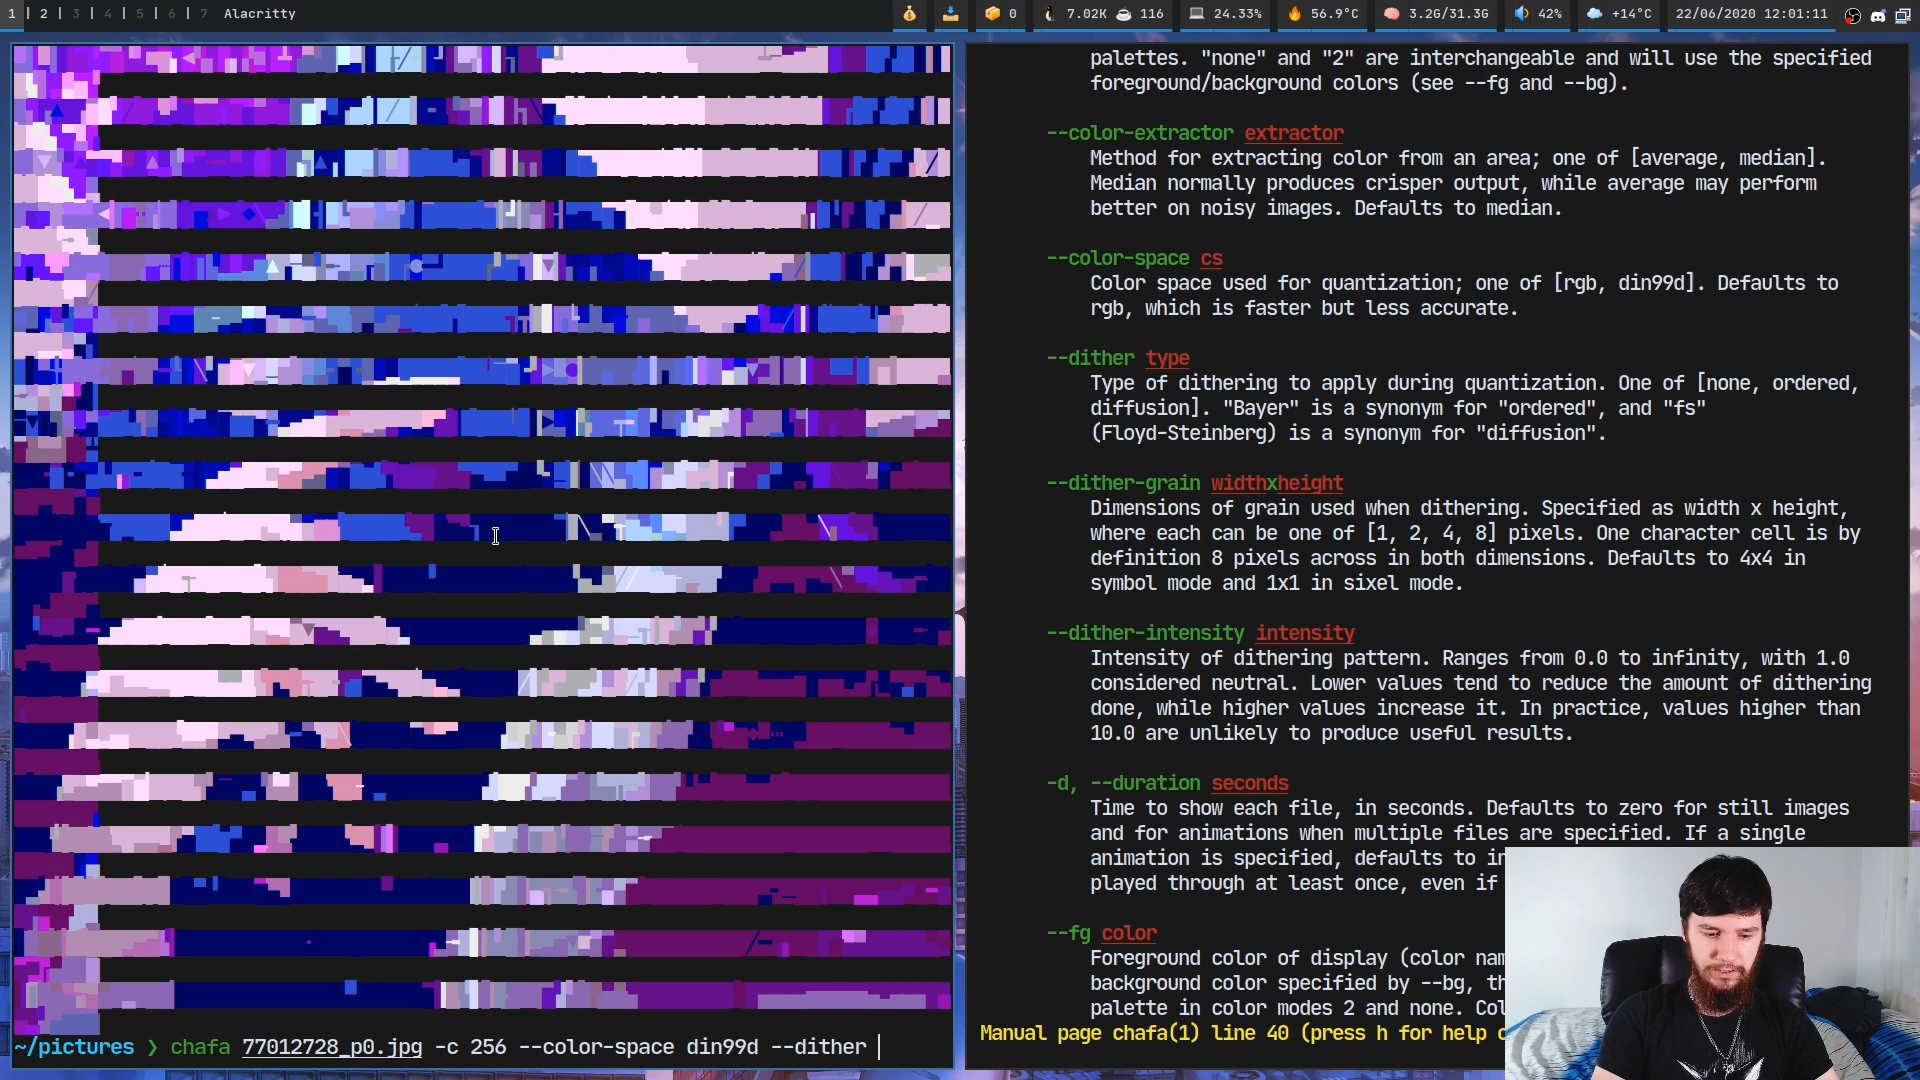 1 | 2 | 3 | 4 | 5 | 6 | 7 Alacritty 0 7.02K 116 24.33% 56.9°C 3.2G/31.3G 42% +14°C 22/06/2020 12:01:11
palettes. "none" and "2" are interchangeable and will use the specified
foreground/background colors (see --fg and --bg).
--color-extractor extractor
Method for extracting color from an area; one of [average, median].
Median normally produces crisper output, while average may perform
better on noisy images. Defaults to median.
--color-space cs
Color space used for quantization; one of [rgb, din99d]. Defaults to
rgb, which is faster but less accurate.
--dither type
Type of dithering to apply during quantization. One of [none, ordered,
diffusion]. "Bayer" is a synonym for "ordered", and "fs"
(Floyd-Steinberg) is a synonym for "diffusion".
--dither-grain widthxheight
Dimensions of grain used when dithering. Specified as width x height,
where each can be one of [1, 2, 4, 8] pixels. One character cell is by
definition 8 pixels across in both dimensions. Defaults to 4x4 in
symbol mode and 1x1 in sixel mode.
--dither-intensity intensity
Intensity of dithering pattern. Ranges from 0.0 to infinity, with 1.0
considered neutral. Lower values tend to reduce the amount of dithering
done, while higher values increase it. In practice, values higher than
10.0 are unlikely to produce useful results.
-d, --duration seconds
Time to show each file, in seconds. Defaults to zero for still images
and for animations when multiple files are specified. If a single
animation is specified, defaults to
played through at least once, even if
--fg color
Foreground color of display (color
background color specified by --bg,
palette in color modes 2 and none.
Manual page chafa(1) line 40 (press h for help
~/pictures ❯ chafa 77012728_p0.jpg -c 256 --color-space din99d --dither